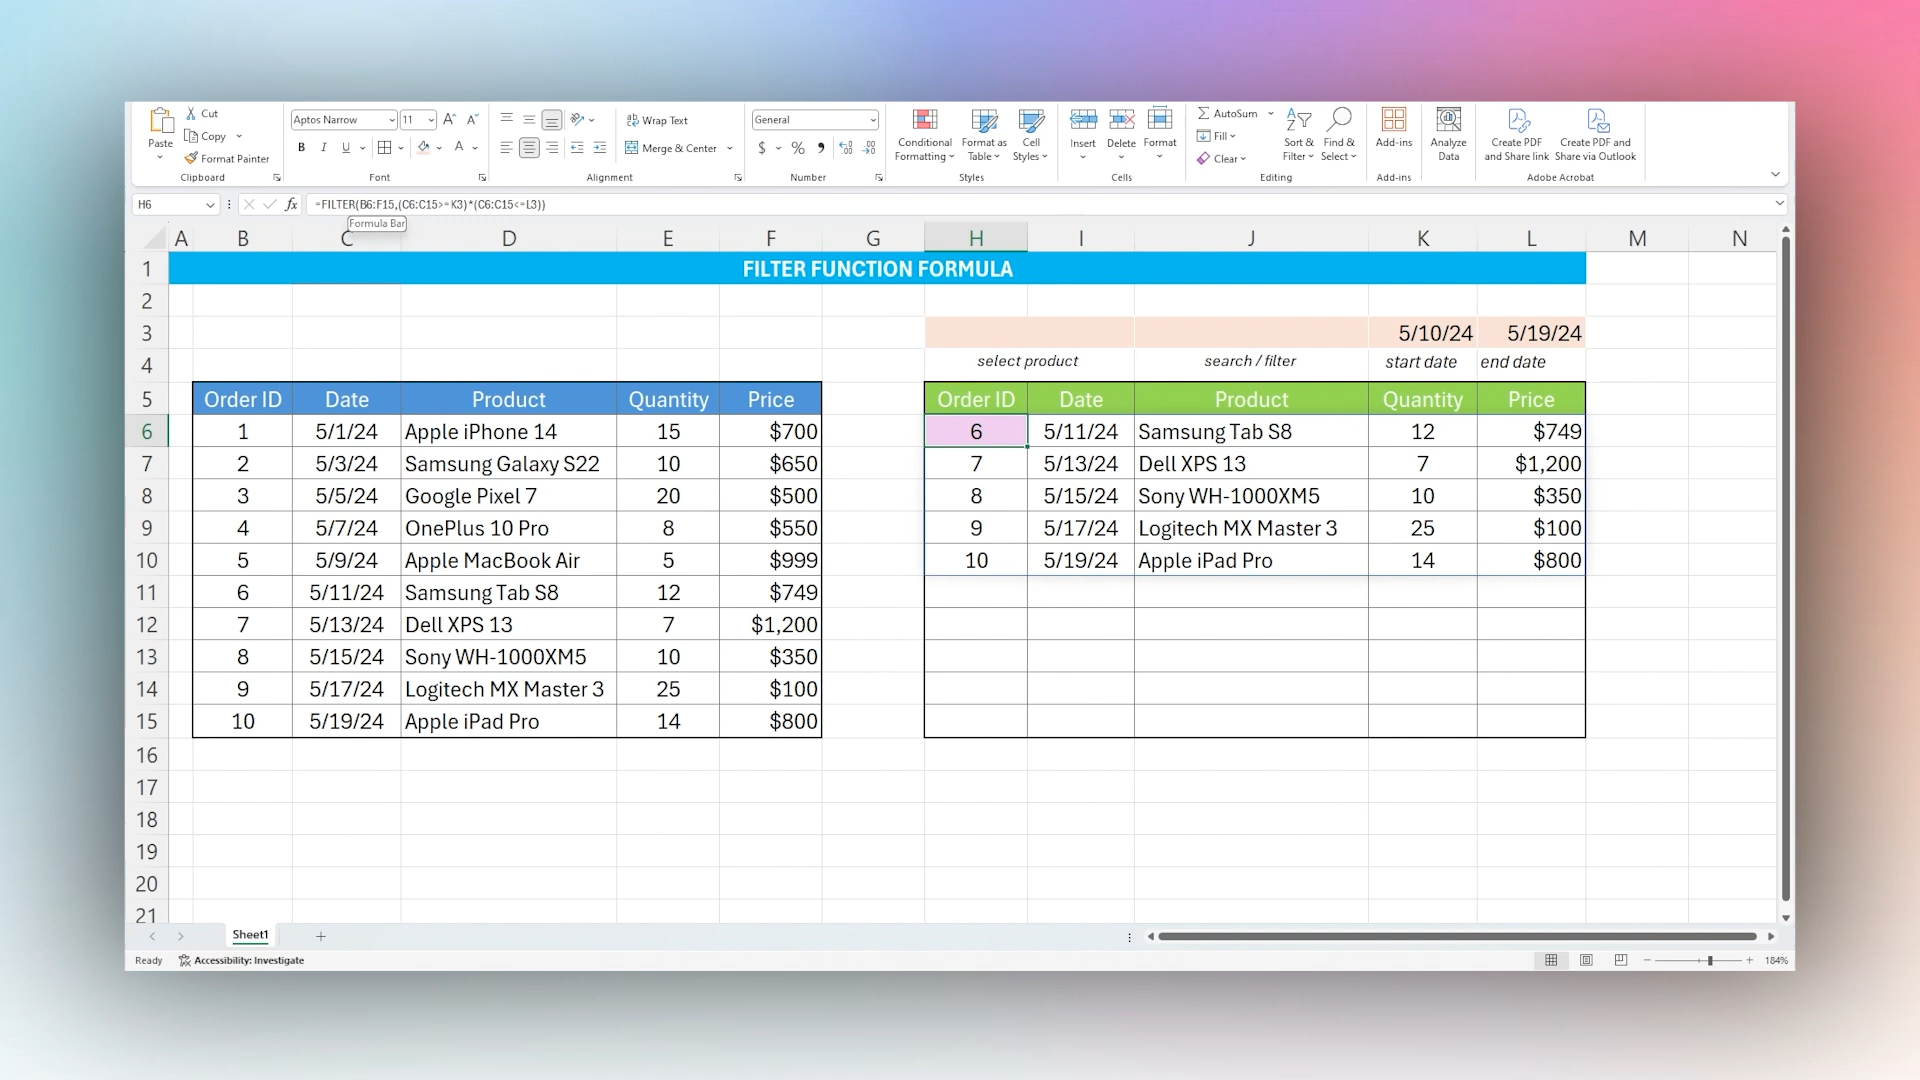 Cut
Copy
Format Painter
Paste
Clipboard
Aptos Narrow 11
B I U
Font
Wrap Text
Merge & Center
Alignment
General
$ %
Number
Conditional Formatting
Format as Table
Cell Styles
Styles
Insert
Delete
Format
Cells
AutoSum
Fill
Clear
Sort & Filter
Find & Select
Editing
Add-ins
Add-ins
Analyze Data
Create PDF and Share link
Create PDF and Share via Outlook
Adobe Acrobat
H6 fx =FILTER(B6:F15,(C6:C15>=K3)*(C6:C15<=L3))
Formula Bar
A B C D E F G H I J K L M N
1 FILTER FUNCTION FORMULA
2
3 5/10/24 5/19/24
4 select product search / filter start date end date
5 Order ID Date Product Quantity Price Order ID Date Product Quantity Price
6 1 5/1/24 Apple iPhone 14 15 $700 6 5/11/24 Samsung Tab S8 12 $749
7 2 5/3/24 Samsung Galaxy S22 10 $650 7 5/13/24 Dell XPS 13 7 $1,200
8 3 5/5/24 Google Pixel 7 20 $500 8 5/15/24 Sony WH-1000XM5 10 $350
9 4 5/7/24 OnePlus 10 Pro 8 $550 9 5/17/24 Logitech MX Master 3 25 $100
10 5 5/9/24 Apple MacBook Air 5 $999 10 5/19/24 Apple iPad Pro 14 $800
11 6 5/11/24 Samsung Tab S8 12 $749
12 7 5/13/24 Dell XPS 13 7 $1,200
13 8 5/15/24 Sony WH-1000XM5 10 $350
14 9 5/17/24 Logitech MX Master 3 25 $100
15 10 5/19/24 Apple iPad Pro 14 $800
16
17
18
19
20
21
Sheet1
Ready Accessibility: Investigate 184%